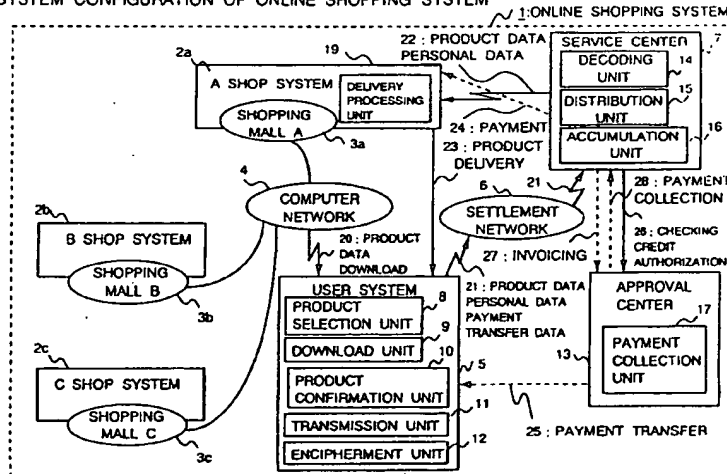 SYSTEM CONFIGURATION OF ONLINE SHOPPING SYSTEM
1:ONLINE SHOPPING SYSTEM
2a
19
22 : PRODUCT DATA
PERSONAL DATA
SERVICE CENTER
7
DECODING
UNIT
14
A SHOP SYSTEM
DELIVERY
PROCESSING
UNIT
DISTRIBUTION
UNIT
15
SHOPPING
MALL A
3a
24 : PAYMENT
ACCUMULATION
UNIT
16
23 : PRODUCT
DELIVERY
4
COMPUTER
NETWORK
6
21
28 : PAYMENT
COLLECTION
2b
B SHOP SYSTEM
SHOPPING
MALL B
3b
SETTLEMENT
NETWORK
20 : PRODUCT
DATA
DOWNLOAD
27 : INVOICING
26 : CHECKING
CREDIT
AUTHORIZATION
USER SYSTEM
8
PRODUCT
SELECTION UNIT
9
DOWNLOAD UNIT
10
21 : PRODUCT DATA
PERSONAL DATA
PAYMENT
TRANSFER DATA
APPROVAL
CENTER
17
2c
C SHOP SYSTEM
SHOPPING
MALL C
3c
PRODUCT
CONFIRMATION UNIT
5
13
PAYMENT
COLLECTION
UNIT
TRANSMISSION UNIT
11
ENCIPHERMENT UNIT
12
25 : PAYMENT TRANSFER